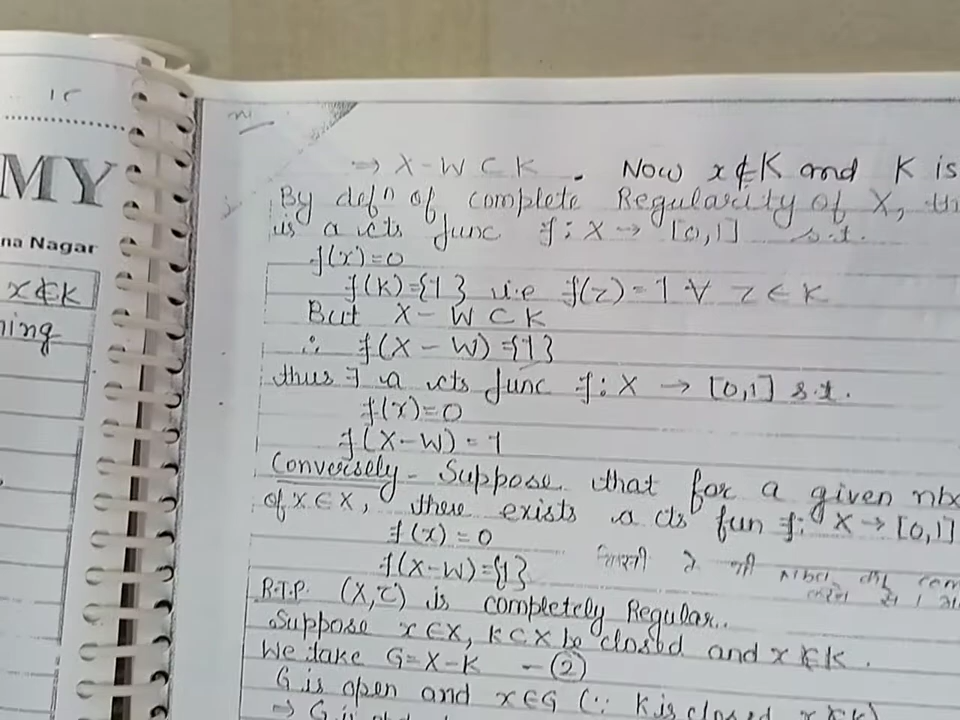 MY
na Nagar
x∉K
ning
⇒ X-W ⊂ K . Now x∉K and K is
By defn of complete Regularity of X, th
is a cts func f: X → [0,1] s.t.
f(x)=0
f(K)={1} i.e f(z)=1 ∀ z ∈ K
But X-W ⊂ K
∴ f(X-W)={1}
thus ∃ a cts func f: X → [0,1] s.t.
f(x)=0
f(X-W)=1
Conversely - Suppose that for a given nbd
of x∈X, there exists a cts fun f: X→[0,1]
f(x)=0
f(X-W)={1}
R.T.P. (X,τ) is completely Regular.
Suppose x∈X, K⊂X be closed and x∉K.
We take G=X-K -②
G is open and x∈G (∵ K is closed, x∉K)